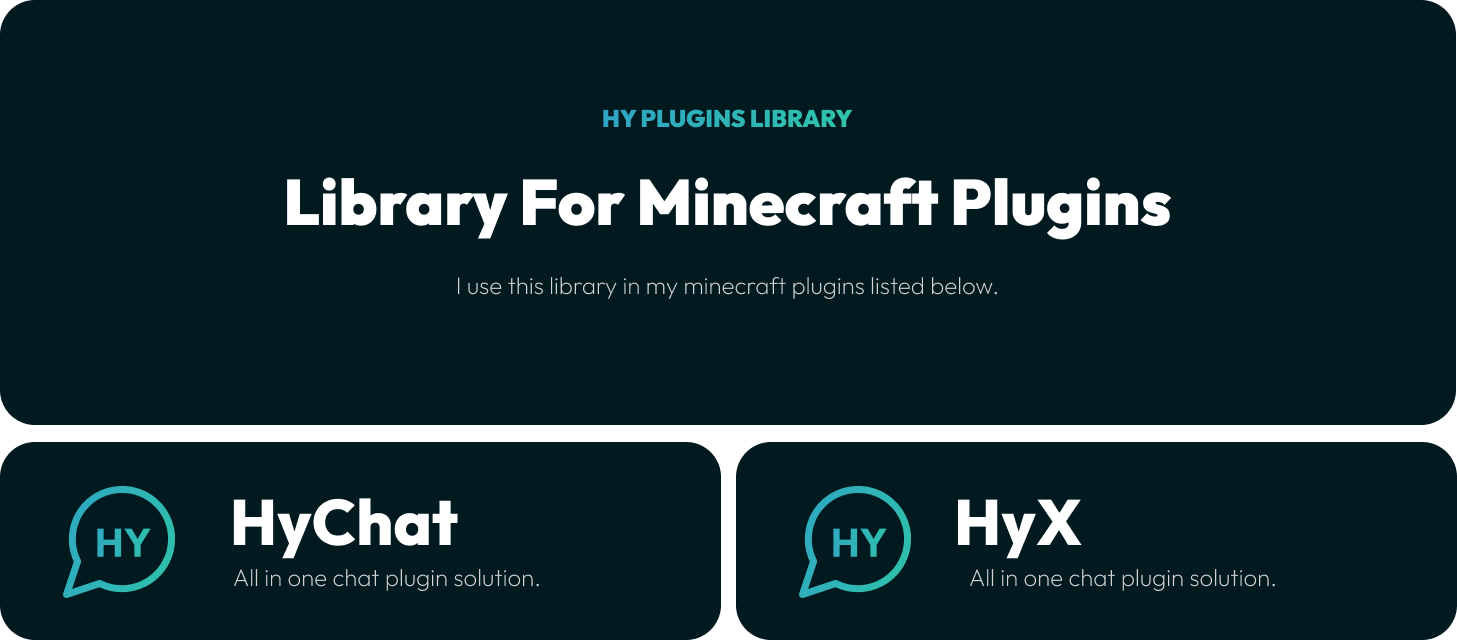 HY PLUGINS LIBRARY
Library For Minecraft Plugins
I use this library in my minecraft plugins listed below.
HY
HyChat
All in one chat plugin solution.
HY
HyX
All in one chat plugin solution.